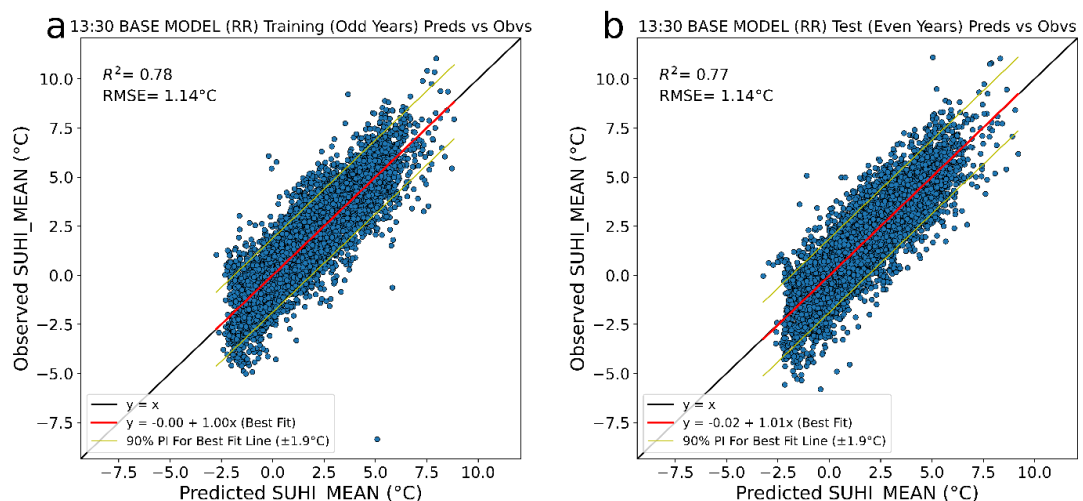 a 13:30 BASE MODEL (RR) Training (Odd Years) Preds vs Obvs
R²= 0.78
RMSE= 1.14°C
10.0
7.5
5.0
2.5
0.0
−2.5
−5.0
−7.5
Observed SUHI_MEAN (°C)
y = x
y = -0.00 + 1.00x (Best Fit)
90% PI For Best Fit Line (±1.9°C)
−7.5 −5.0 −2.5 0.0 2.5 5.0 7.5 10.0
Predicted SUHI_MEAN (°C)
b 13:30 BASE MODEL (RR) Test (Even Years) Preds vs Obvs
R²= 0.77
RMSE= 1.14°C
10.0
7.5
5.0
2.5
0.0
−2.5
−5.0
−7.5
Observed SUHI_MEAN (°C)
y = x
y = -0.02 + 1.01x (Best Fit)
90% PI For Best Fit Line (±1.9°C)
−7.5 −5.0 −2.5 0.0 2.5 5.0 7.5 10.0
Predicted SUHI_MEAN (°C)